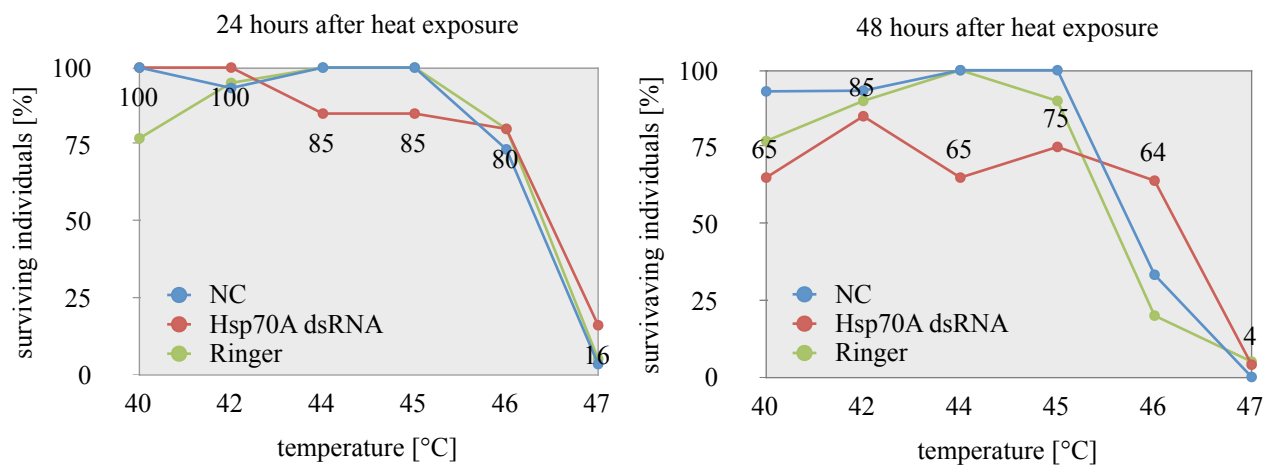 24 hours after heat exposure
surviving individuals [%]
100
75
50
25
0
100
100
85
85
80
16
NC
Hsp70A dsRNA
Ringer
40 42 44 45 46 47
temperature [°C]
48 hours after heat exposure
survivaving individuals [%]
100
75
50
25
0
65
85
65
75
64
4
NC
Hsp70A dsRNA
Ringer
40 42 44 45 46 47
temperature [°C]